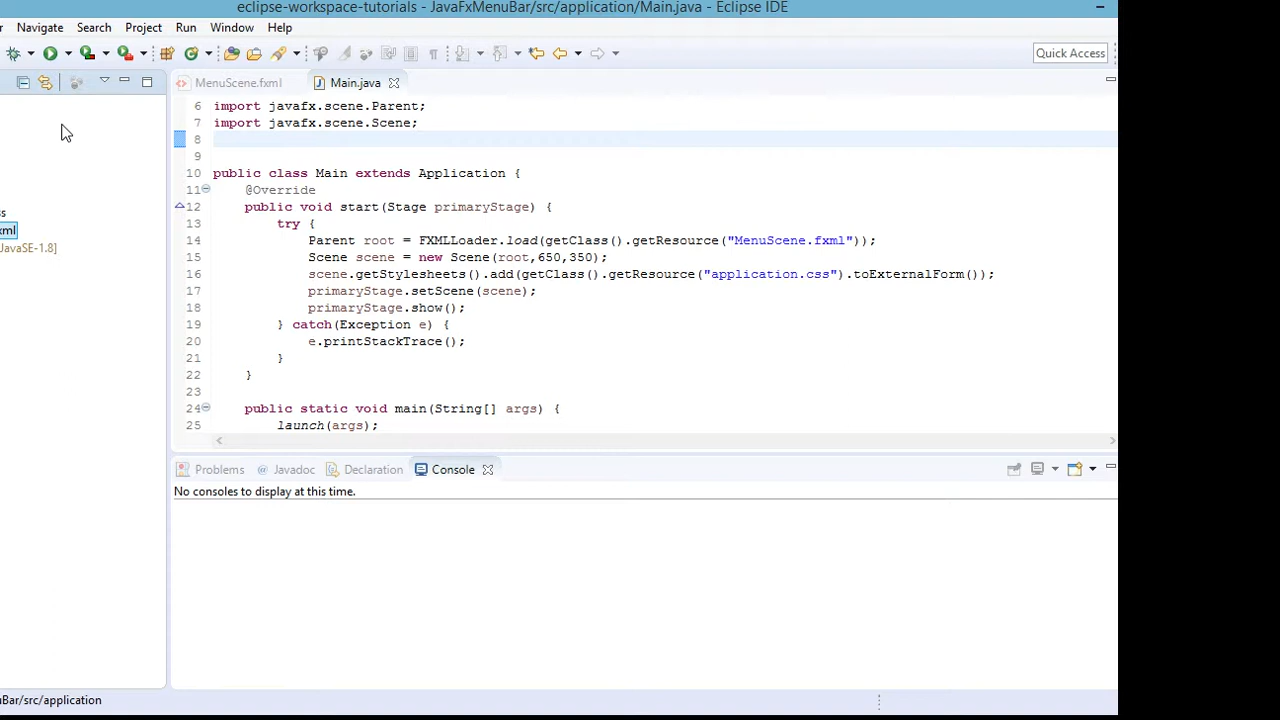 eclipse-workspace-tutorials - JavaFxMenuBar/src/application/Main.java - Eclipse IDE
r Navigate Search Project Run Window Help
Quick Access
MenuScene.fxml Main.java
6 import javafx.scene.Parent;
7 import javafx.scene.Scene;
8
9
10 public class Main extends Application {
11 @Override
12 public void start(Stage primaryStage) {
13 try {
14 Parent root = FXMLLoader.load(getClass().getResource("MenuScene.fxml"));
15 Scene scene = new Scene(root,650,350);
16 scene.getStylesheets().add(getClass().getResource("application.css").toExternalForm());
17 primaryStage.setScene(scene);
18 primaryStage.show();
19 } catch(Exception e) {
20 e.printStackTrace();
21 }
22 }
23
24 public static void main(String[] args) {
25 launch(args);
ss
xml
JavaSE-1.8]
Problems Javadoc Declaration Console
No consoles to display at this time.
uBar/src/application